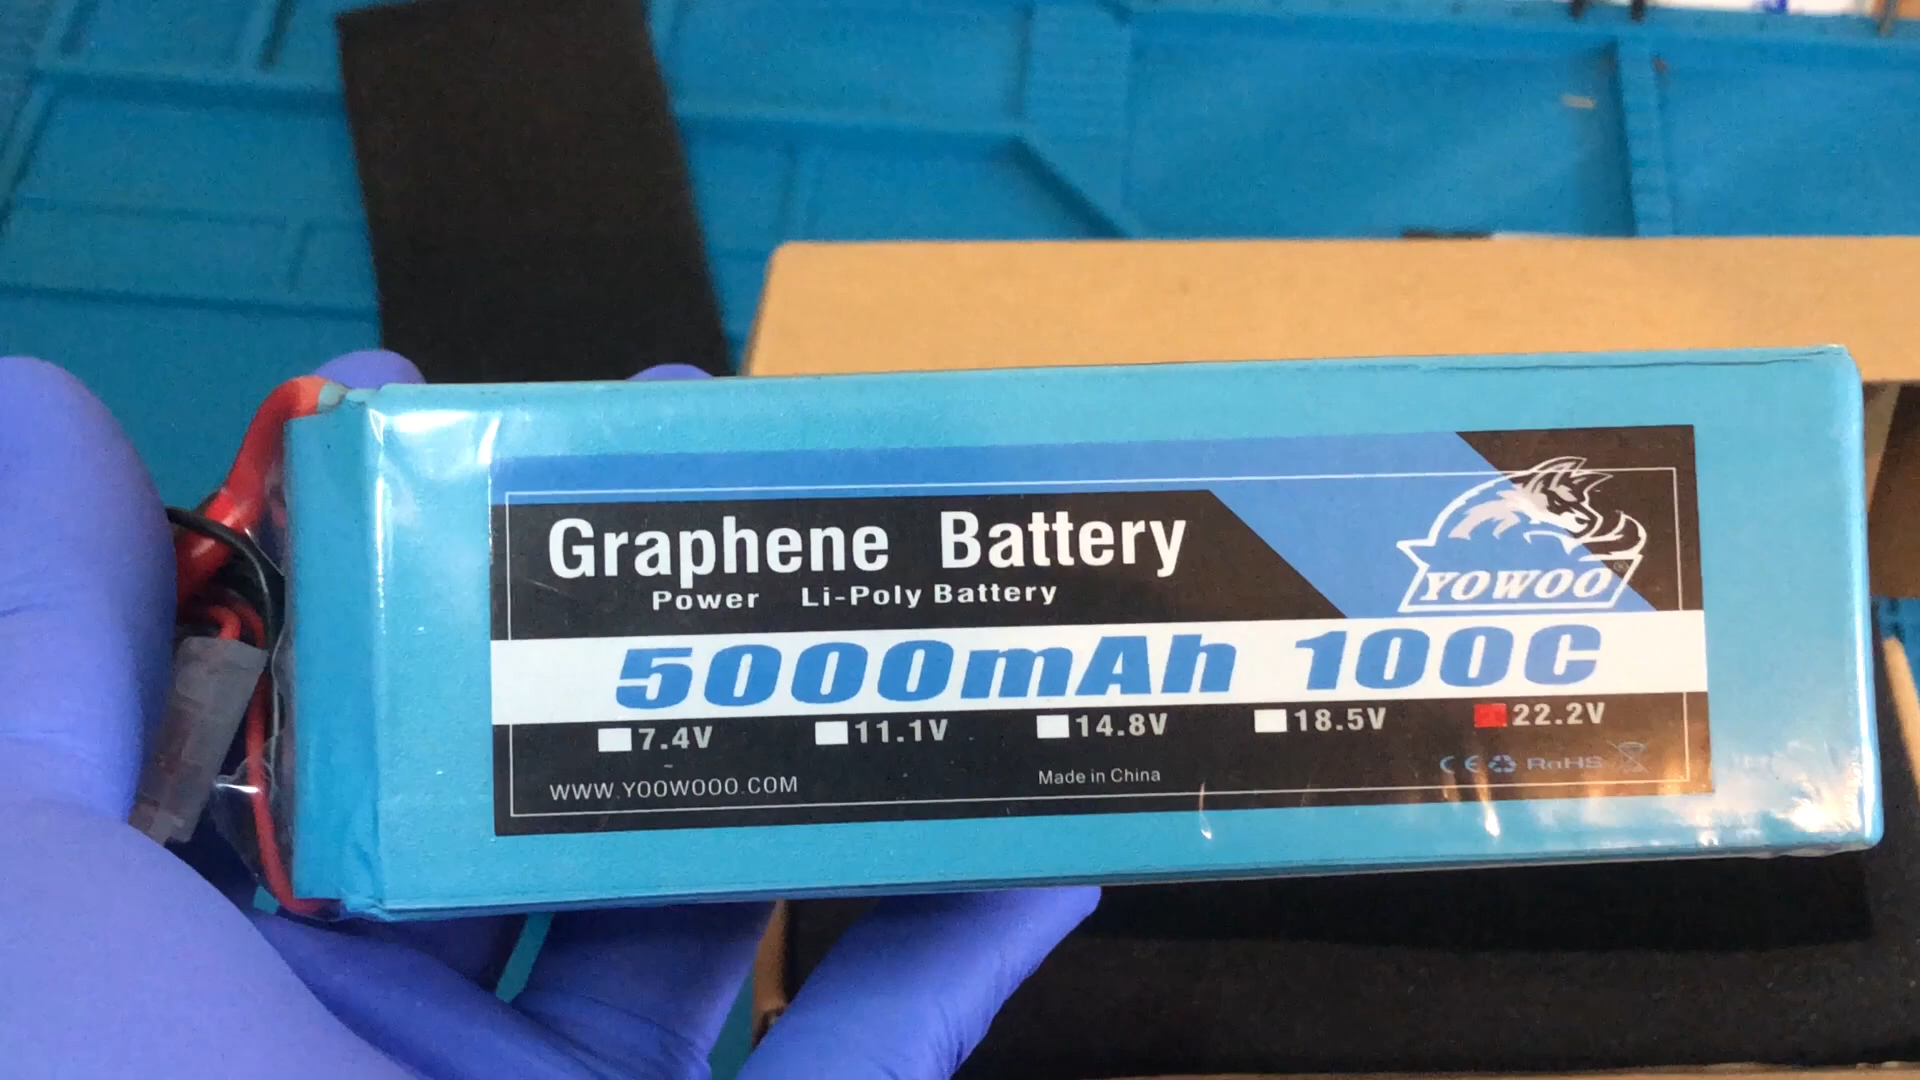 Graphene Battery
Power Li-Poly Battery
YOWOO®
5000mAh 100C
7.4V 11.1V 14.8V 18.5V 22.2V
WWW.YOOWOOO.COM
Made in China
CE RoHS